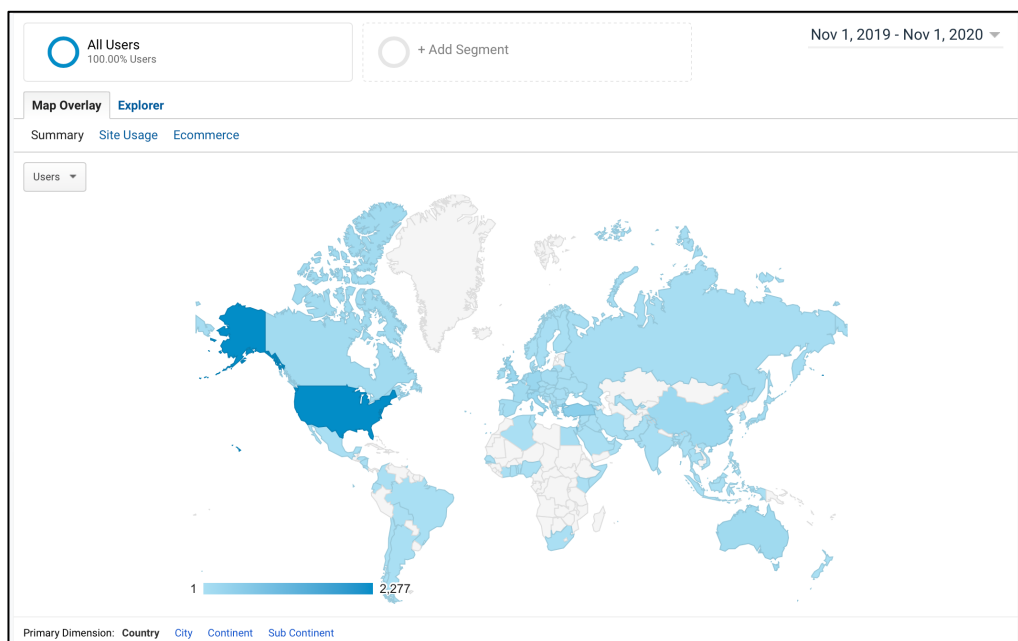 All Users
100.00% Users
+ Add Segment
Nov 1, 2019 - Nov 1, 2020
Map Overlay Explorer
Summary Site Usage Ecommerce
Users
1 2,277
Primary Dimension: Country City Continent Sub Continent